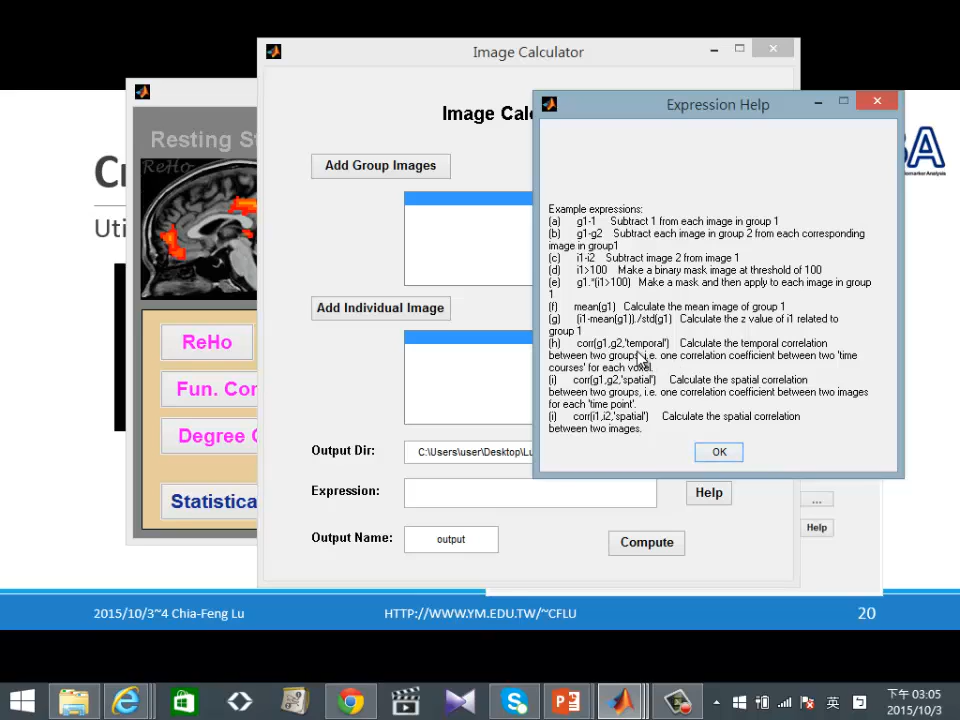 Image Calculator
Expression Help
Image Calc
Resting St
ReHo
Cr
A
Biomarker Analysis
Uti
Add Group Images
Add Individual Image
Example expressions:
(a) g1-1 Subtract 1 from each image in group 1
(b) g1-g2 Subtract each image in group 2 from each corresponding
image in group1
(c) i1-i2 Subtract image 2 from image 1
(d) i1>100 Make a binary mask image at threshold of 100
(e) g1.*(i1>100) Make a mask and then apply to each image in group
1
(f) mean(g1) Calculate the mean image of group 1
(g) (i1-mean(g1))./std(g1) Calculate the z value of i1 related to
group 1
(h) corr(g1,g2,'temporal') Calculate the temporal correlation
between two groups, i.e. one correlation coefficient between two 'time
courses' for each voxel.
(i) corr(g1,g2,'spatial') Calculate the spatial correlation
between two groups, i.e. one correlation coefficient between two images
for each 'time point'.
(i) corr(i1,i2,'spatial') Calculate the spatial correlation
between two images.
OK
ReHo
Fun. Con
Degree C
Statistica
Output Dir:
C:\Users\user\Desktop\Lu
Expression:
Help
...
Help
Output Name:
output
Compute
2015/10/3~4 Chia-Feng Lu
HTTP://WWW.YM.EDU.TW/~CFLU
20
英
下午 03:05
2015/10/3